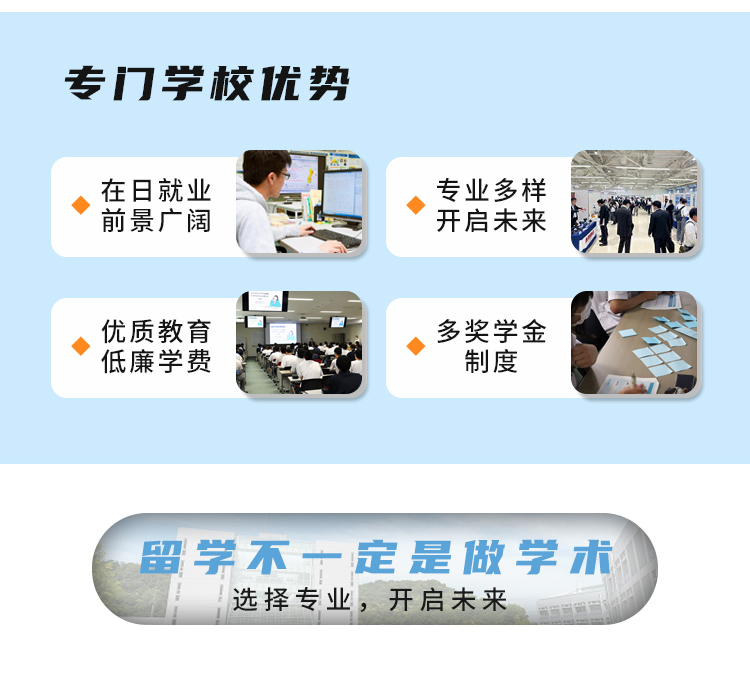 专门学校优势
在日就业
前景广阔
专业多样
开启未来
优质教育
低廉学费
多奖学金
制度
留学不一定是做学术
选择专业，开启未来